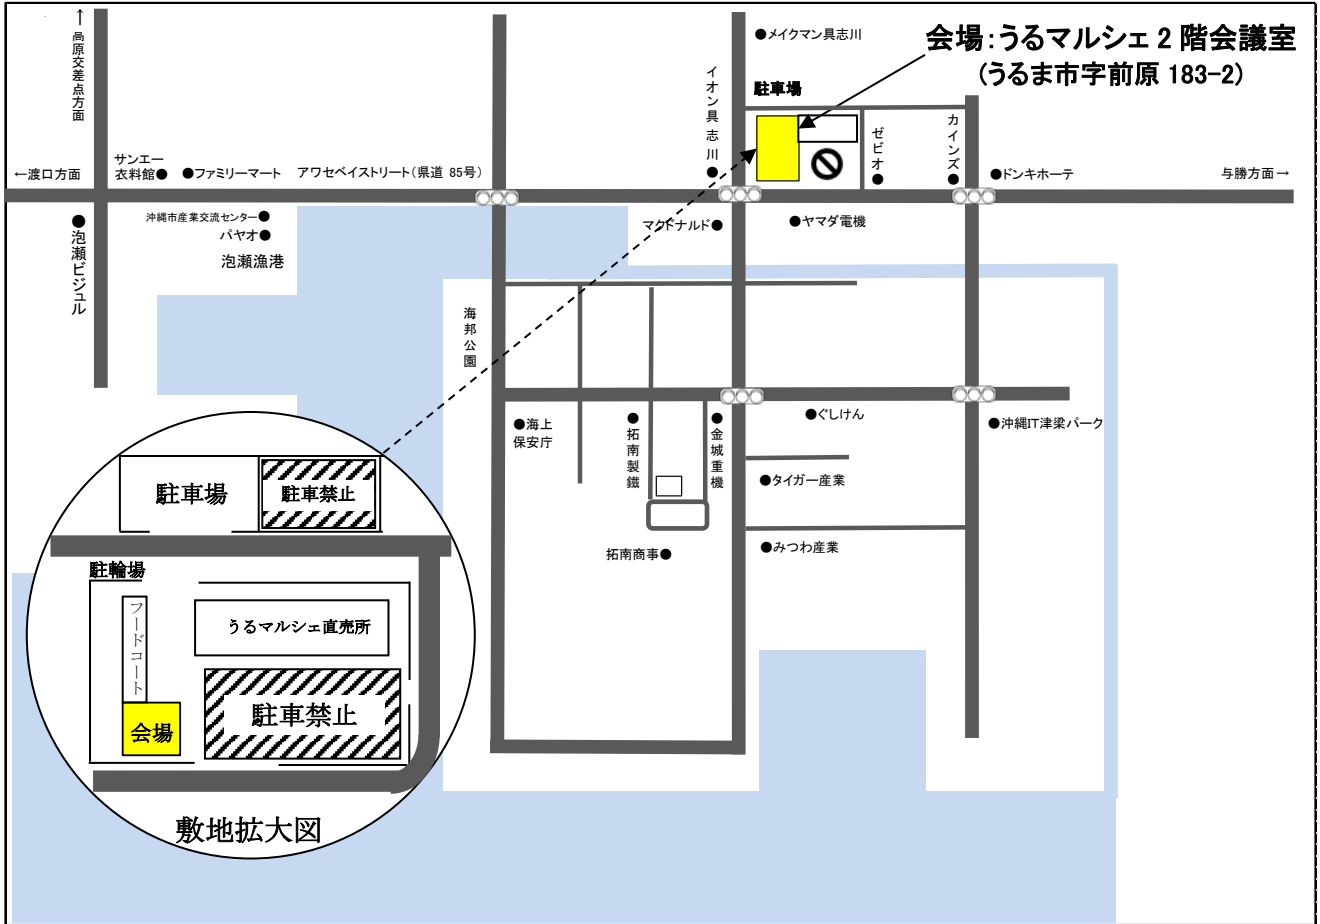 会場：うるマルシェ 2 階会議室
(うるま市字前原 183-2)
↑高原交差点方面
●メイクマン具志川
駐車場
イオン具志川●
ゼビオ●
カインズ●
←渡口方面
サンエー
衣料館●
●ファミリーマート
アワセベイストリート（県道 85号）
●ドンキホーテ
与勝方面→
●泡瀬ビジュル
沖縄市産業交流センター●
パヤオ●
泡瀬漁港
マクドナルド●
●ヤマダ電機
海邦公園
●海上
保安庁
●拓南製鐵
●金城重機
●ぐしけん
●沖縄IT津梁パーク
●タイガー産業
拓南商事●
●みつわ産業
駐車場
駐車禁止
駐輪場
フードコート
うるマルシェ直売所
駐車禁止
会場
敷地拡大図